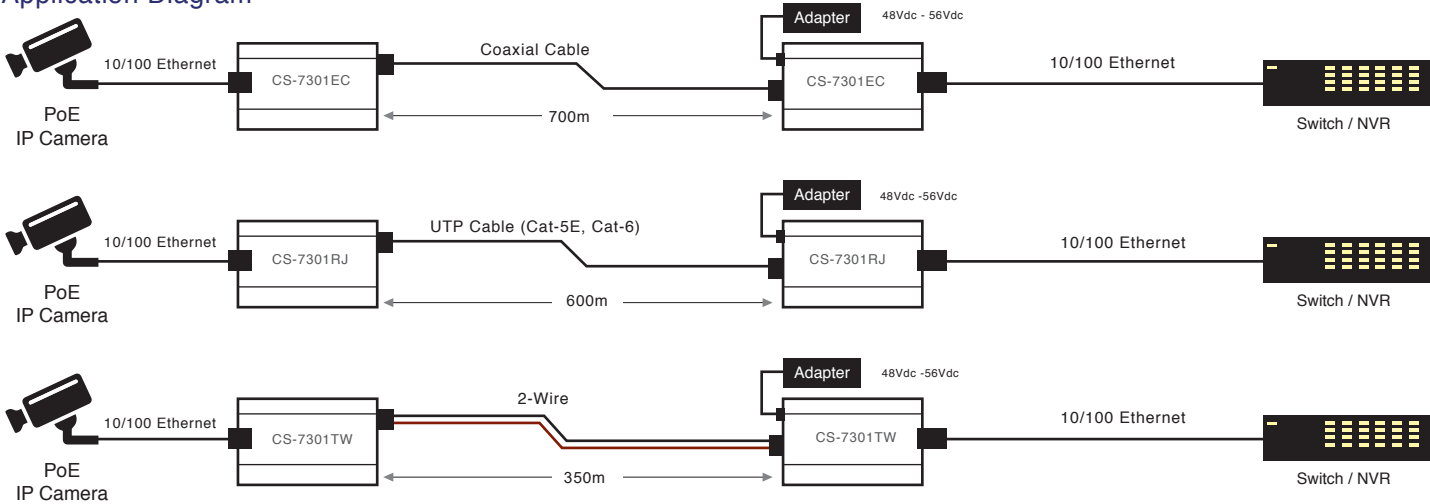 Application Diagram
Adapter 48Vdc - 56Vdc
10/100 Ethernet
CS-7301EC
Coaxial Cable
700m
CS-7301EC
10/100 Ethernet
PoE
IP Camera
Switch / NVR
Adapter 48Vdc -56Vdc
10/100 Ethernet
CS-7301RJ
UTP Cable (Cat-5E, Cat-6)
600m
CS-7301RJ
10/100 Ethernet
PoE
IP Camera
Switch / NVR
Adapter 48Vdc -56Vdc
10/100 Ethernet
CS-7301TW
2-Wire
350m
CS-7301TW
10/100 Ethernet
PoE
IP Camera
Switch / NVR